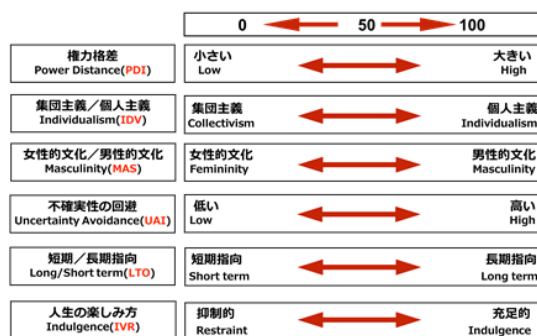 0 50 100
権力格差
Power Distance(PDI)
小さい 大きい
Low High
集団主義／個人主義
Individualism(IDV)
集団主義 個人主義
Collectivism Individualism
女性的文化／男性的文化
Masculinity(MAS)
女性的文化 男性的文化
Femininity Masculinity
不確実性の回避
Uncertainty Avoidance(UAI)
低い 高い
Low High
短期／長期指向
Long/Short term(LTO)
短期指向 長期指向
Short term Long term
人生の楽しみ方
Indulgence(IVR)
抑制的 充足的
Restraint Indulgence